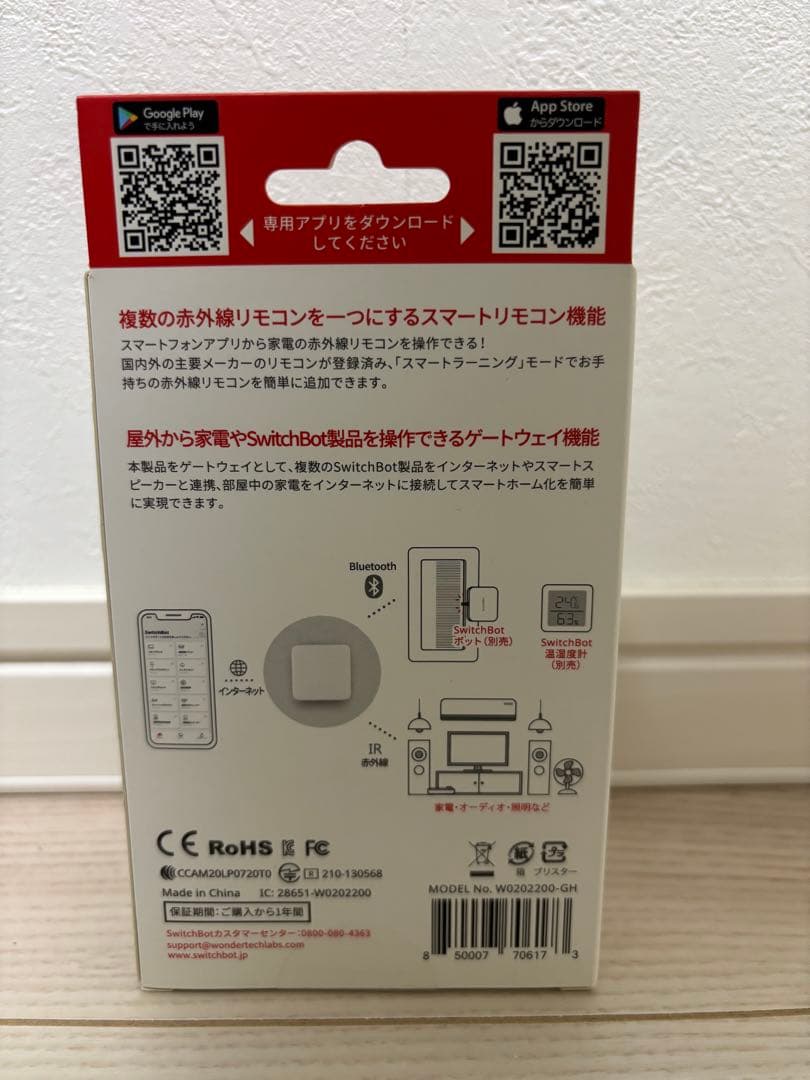 Google Play
で手に入れよう
App Store
からダウンロード
専用アプリをダウンロード
してください
複数の赤外線リモコンを一つにするスマートリモコン機能
スマートフォンアプリから家電の赤外線リモコンを操作できる!
国内外の主要メーカーのリモコンが登録済み、「スマートラーニング」モードでお手
持ちの赤外線リモコンを簡単に追加できます。
屋外から家電やSwitchBot製品を操作できるゲートウェイ機能
本製品をゲートウェイとして、複数のSwitchBot製品をインターネットやスマートス
ピーカーと連携、部屋中の家電をインターネットに接続してスマートホーム化を簡単
に実現できます。
Bluetooth
SwitchBot
ボット(別売)
SwitchBot
温湿度計
(別売)
SwitchBot
インターネット
IR
赤外線
家電・オーディオ・照明など
CE RoHS FC
CCAM20LP0720T0 R 210-130568
Made in China IC: 28651-W0202200
保証期間:ご購入から1年間
SwitchBotカスタマーセンター:0800-080-4363
support@wondertechlabs.com
www.switchbot.jp
紙 プラ
箱 ブリスター
MODEL No. W0202200-GH
8 50007 70617 3